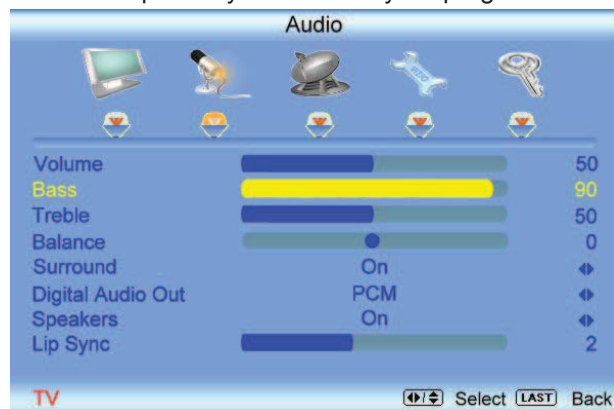 Audio
VIZIO
Volume 50
Bass 90
Treble 50
Balance 0
Surround On
Digital Audio Out PCM
Speakers On
Lip Sync 2
TV Select LAST Back